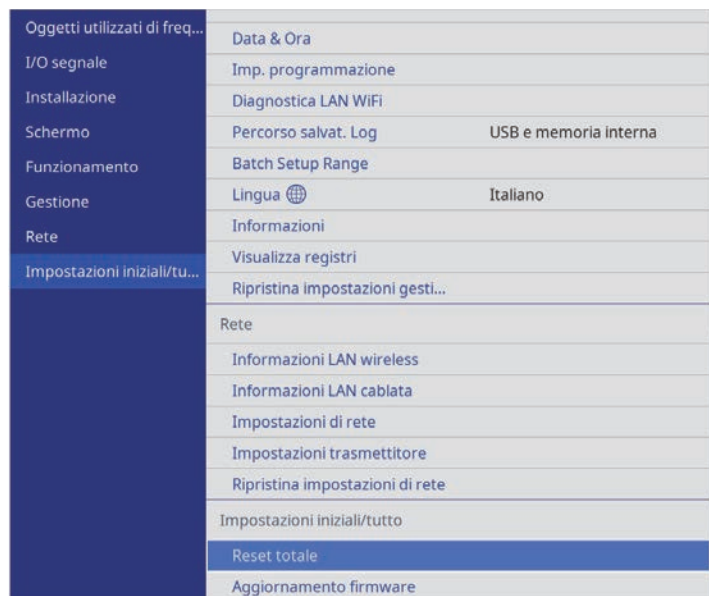 Oggetti utilizzati di freq...
I/O segnale
Installazione
Schermo
Funzionamento
Gestione
Rete
Impostazioni iniziali/tu...
Data & Ora
Imp. programmazione
Diagnostica LAN WiFi
Percorso salvat. Log USB e memoria interna
Batch Setup Range
Lingua Italiano
Informazioni
Visualizza registri
Ripristina impostazioni gesti...
Rete
Informazioni LAN wireless
Informazioni LAN cablata
Impostazioni di rete
Impostazioni trasmettitore
Ripristina impostazioni di rete
Impostazioni iniziali/tutto
Reset totale
Aggiornamento firmware